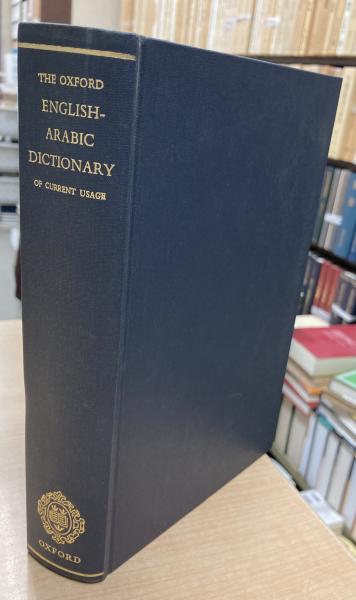 THE OXFORD
ENGLISH-
ARABIC
DICTIONARY
OF CURRENT USAGE
OXFORD